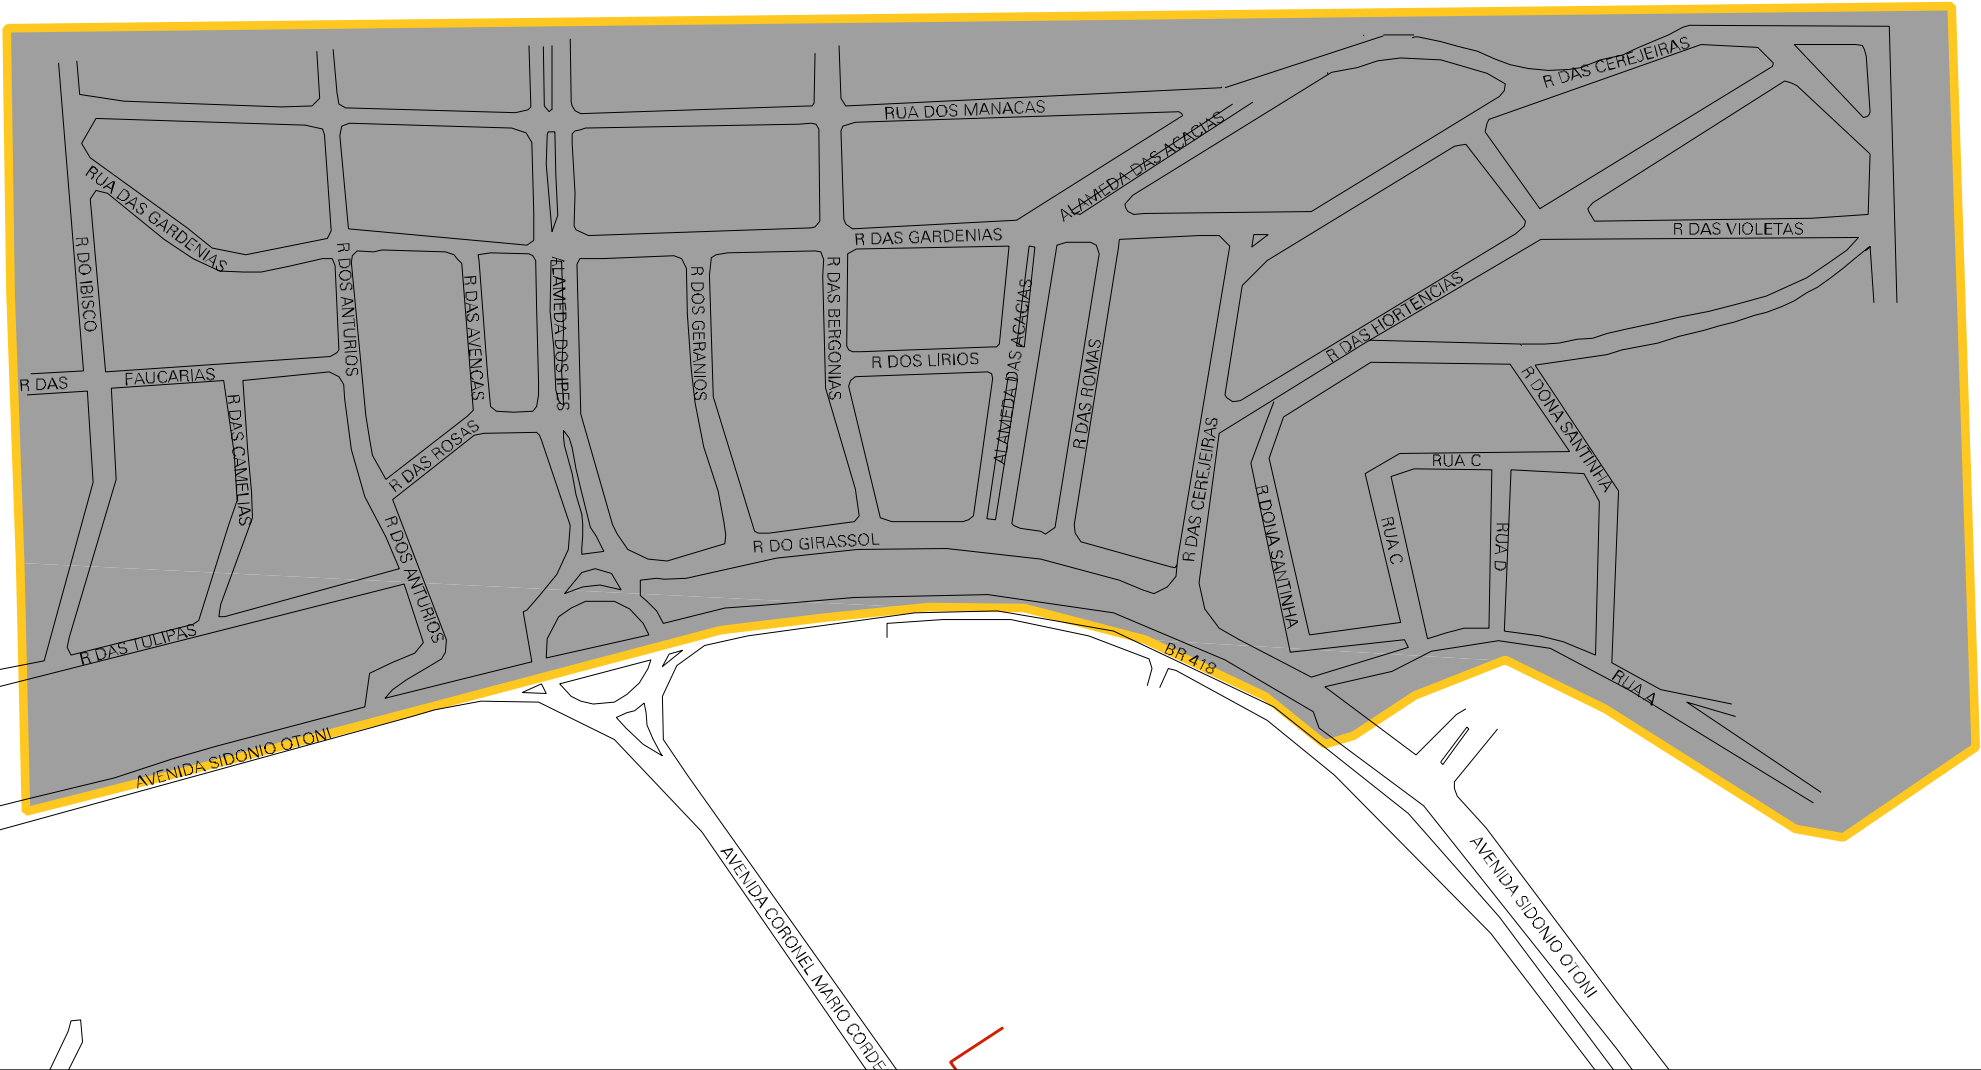 R DAS CEREJEIRAS
RUA DOS MANACAS
ALAMEDA DAS ACACIAS
RUA DAS GARDENIAS
R DAS GARDENIAS
R DAS VIOLETAS
R DO IBISCO
R DOS ANTURIOS
R DAS AVENCAS
ALAMEDA DOS IPES
R DOS GERANIOS
R DAS BERGONIAS
ALAMEDA DAS ACACIAS
R DAS HORTENCIAS
R DOS LIRIOS
R DAS ROMAS
R DAS FAUCARIAS
R DAS CAMELIAS
R DAS ROSAS
R DAS CEREJEIRAS
R DONA SANTINHA
RUA C
R DONA SANTINHA
RUA C
RUA D
R DOS ANTURIOS
R DO GIRASSOL
R DAS TULIPAS
BR 418
RUA A
AVENIDA SIDONIO OTONI
AVENIDA CORONEL MARIO CORDE
AVENIDA SIDONIO OTONI